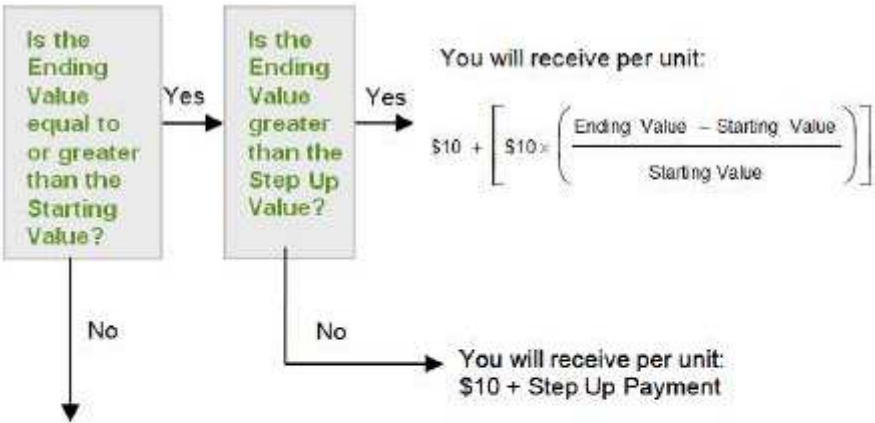 Is the
Ending
Value
equal to
or greater
than the
Starting
Value?
Yes
No
Is the
Ending
Value
greater
than the
Step Up
Value?
Yes
No
You will receive per unit:
$10 + [ $10 × ( Ending Value − Starting Value
Starting Value ) ]
You will receive per unit:
$10 + Step Up Payment